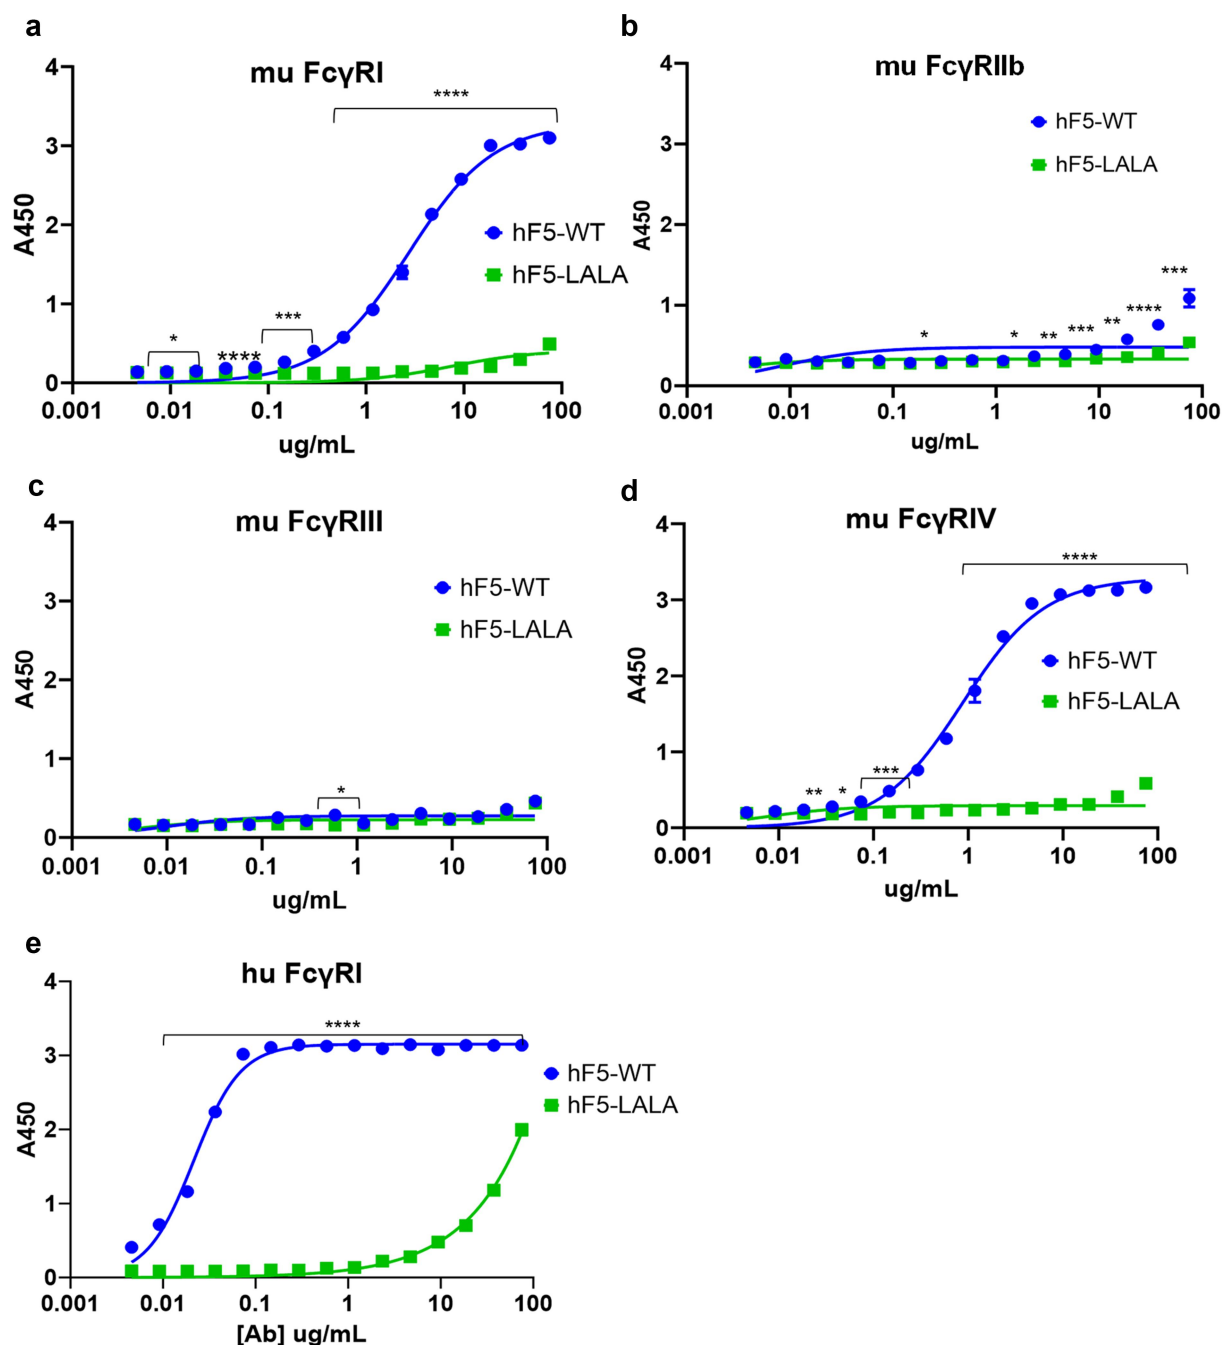 a
mu FcγRI
****
4
3
2
1
0
A450
*
****
***
hF5-WT
hF5-LALA
0.001 0.01 0.1 1 10 100
ug/mL
b
mu FcγRIIb
4
3
2
1
0
A450
hF5-WT
hF5-LALA
* * ** *** ** **** ***
0.001 0.01 0.1 1 10 100
ug/mL
c
mu FcγRIII
4
3
2
1
0
A450
hF5-WT
hF5-LALA
*
0.001 0.01 0.1 1 10 100
ug/mL
d
mu FcγRIV
****
4
3
2
1
0
A450
hF5-WT
hF5-LALA
** * ***
0.001 0.01 0.1 1 10 100
ug/mL
e
hu FcγRI
****
4
3
2
1
0
A450
hF5-WT
hF5-LALA
0.001 0.01 0.1 1 10 100
[Ab] ug/mL